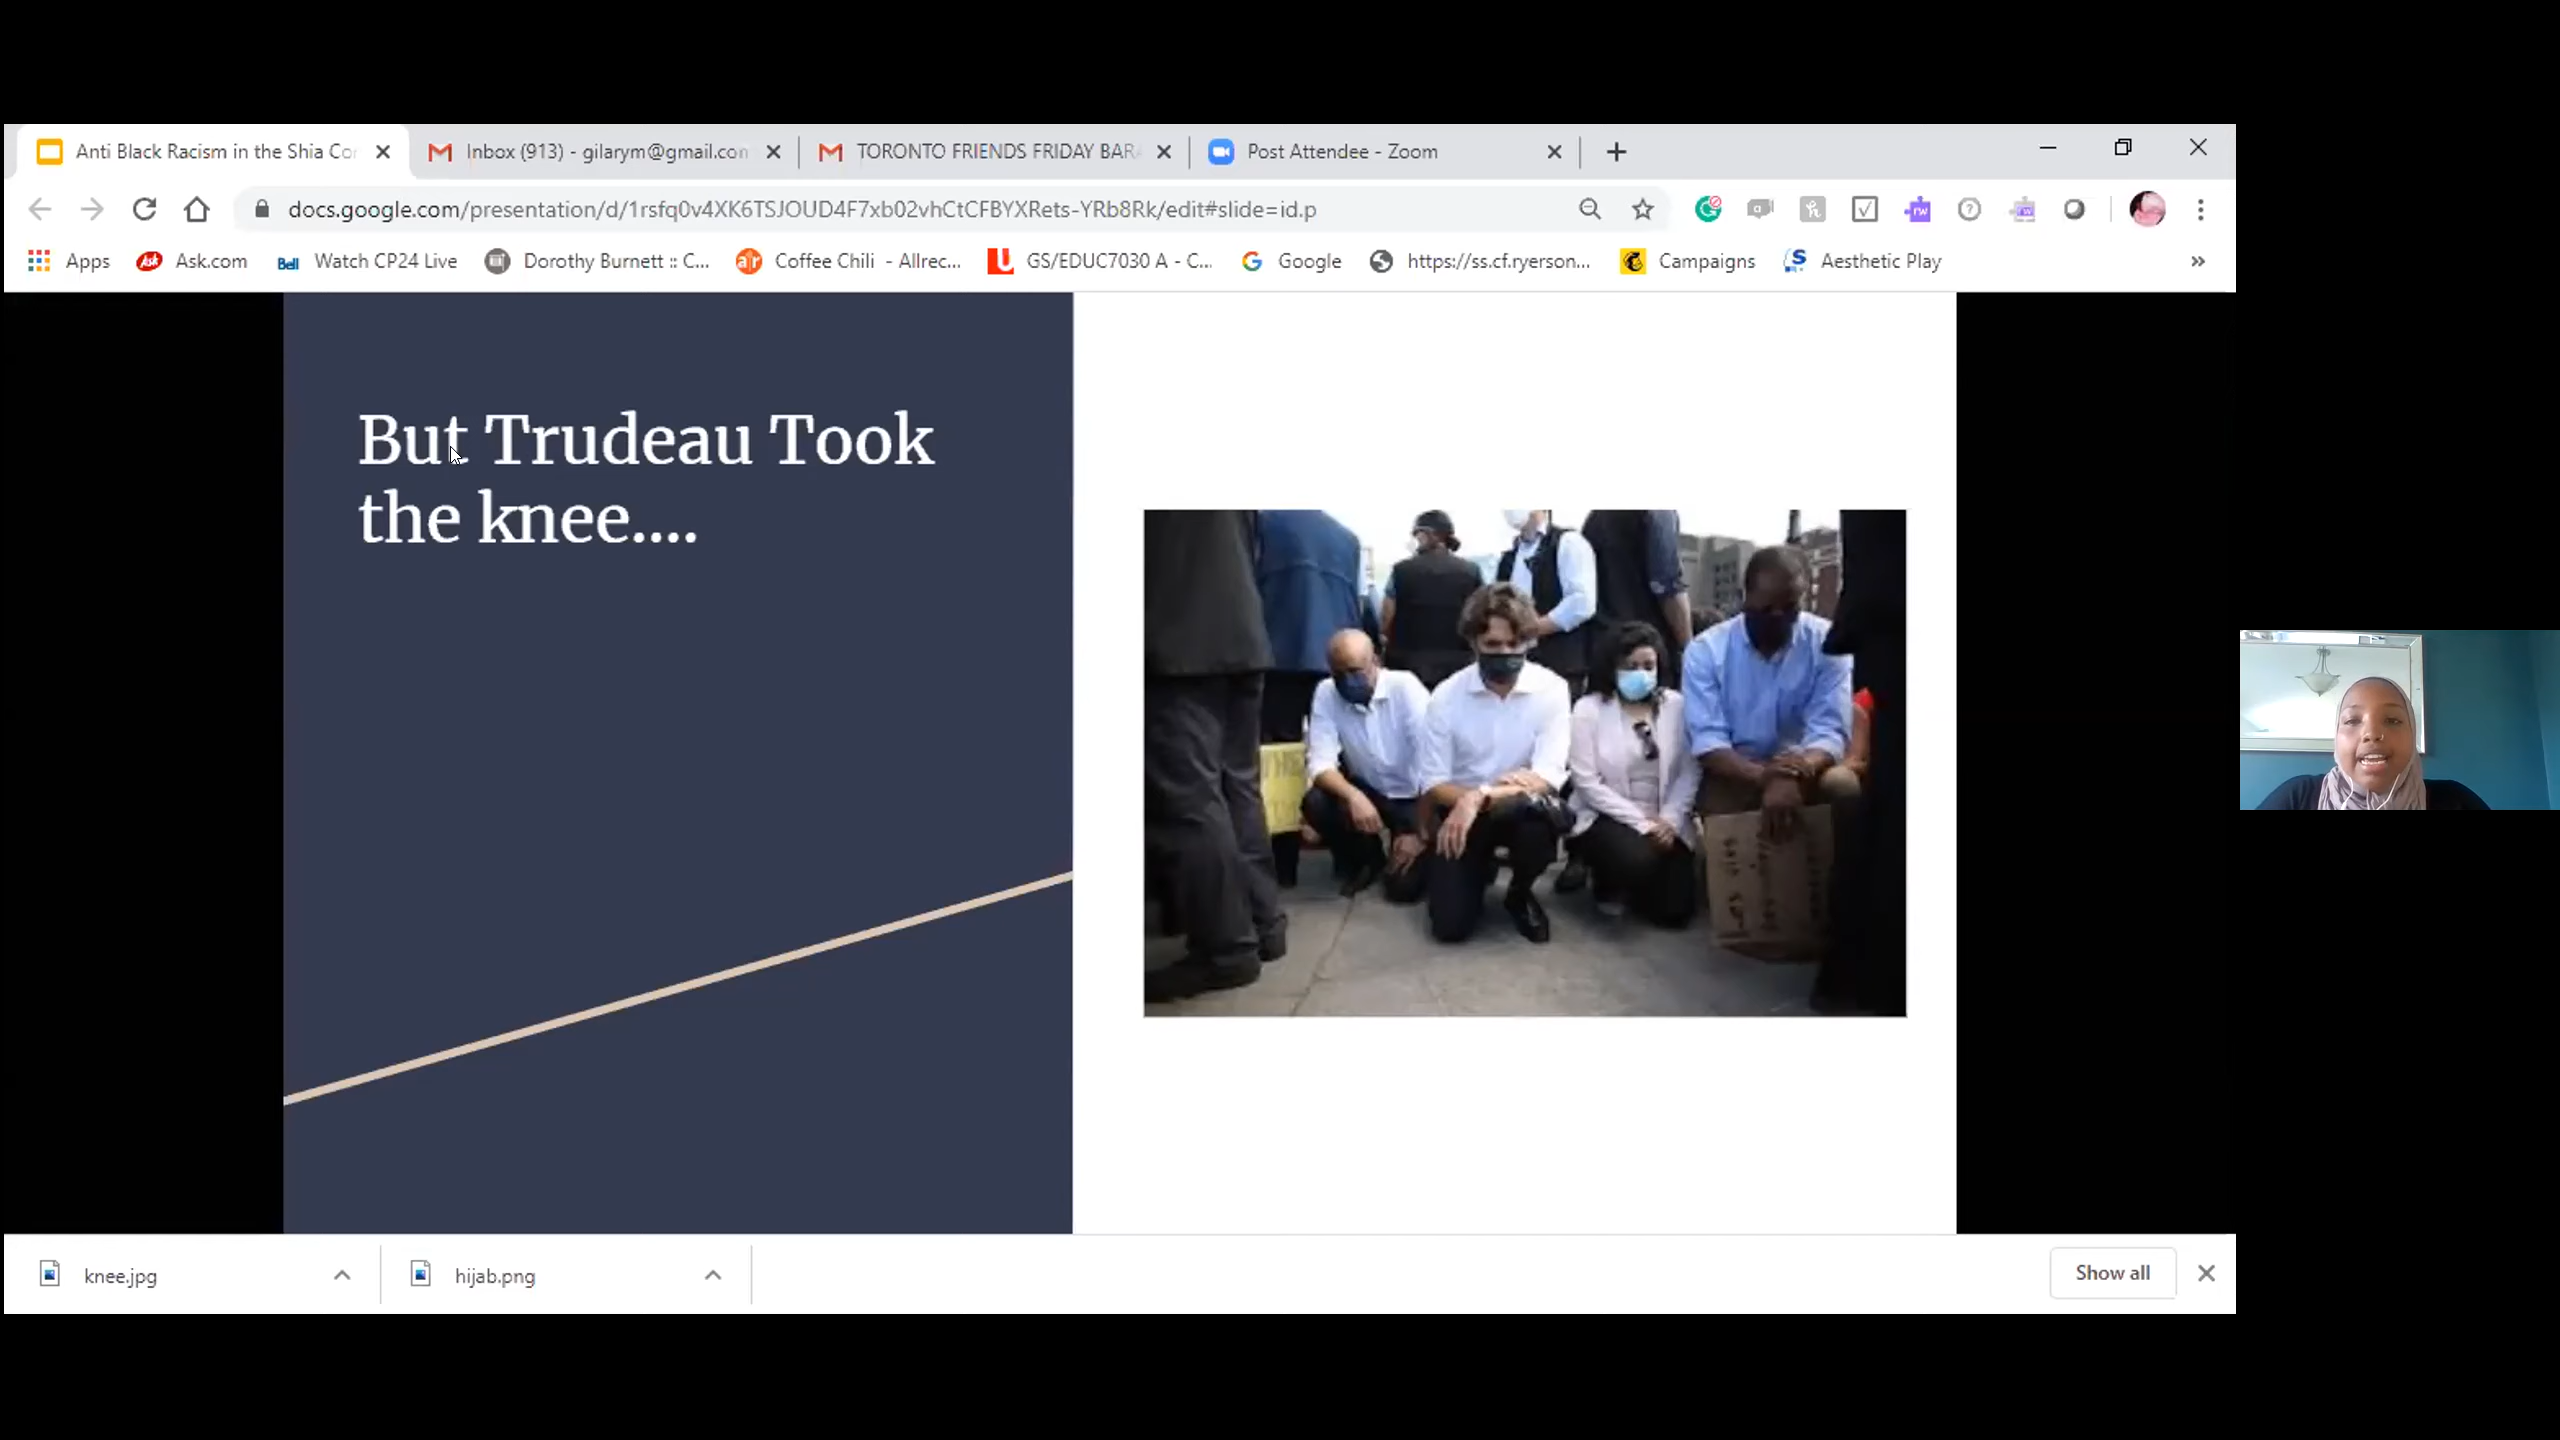 Anti Black Racism in the Shia Cor
Inbox (913) - gilarym@gmail.con
TORONTO FRIENDS FRIDAY BAR
Post Attendee - Zoom
docs.google.com/presentation/d/1rsfq0v4XK6TSJOUD4F7xb02vhCtCFBYXRets-YRb8Rk/edit#slide=id.p
Apps
Ask.com
Bell
Watch CP24 Live
Dorothy Burnett :: C...
Coffee Chili - Allrec...
GS/EDUC7030 A - C...
Google
https://ss.cf.ryerson...
Campaigns
Aesthetic Play
But Trudeau Took
the knee....
knee.jpg
hijab.png
Show all